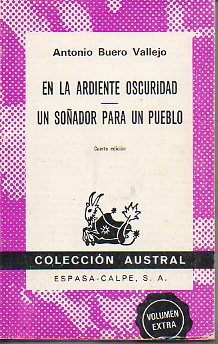 Antonio Buero Vallejo
EN LA ARDIENTE OSCURIDAD
UN SOÑADOR PARA UN PUEBLO
Cuarta edición
COLECCIÓN AUSTRAL
ESPASA-CALPE, S. A.
VOLUMEN
EXTRA